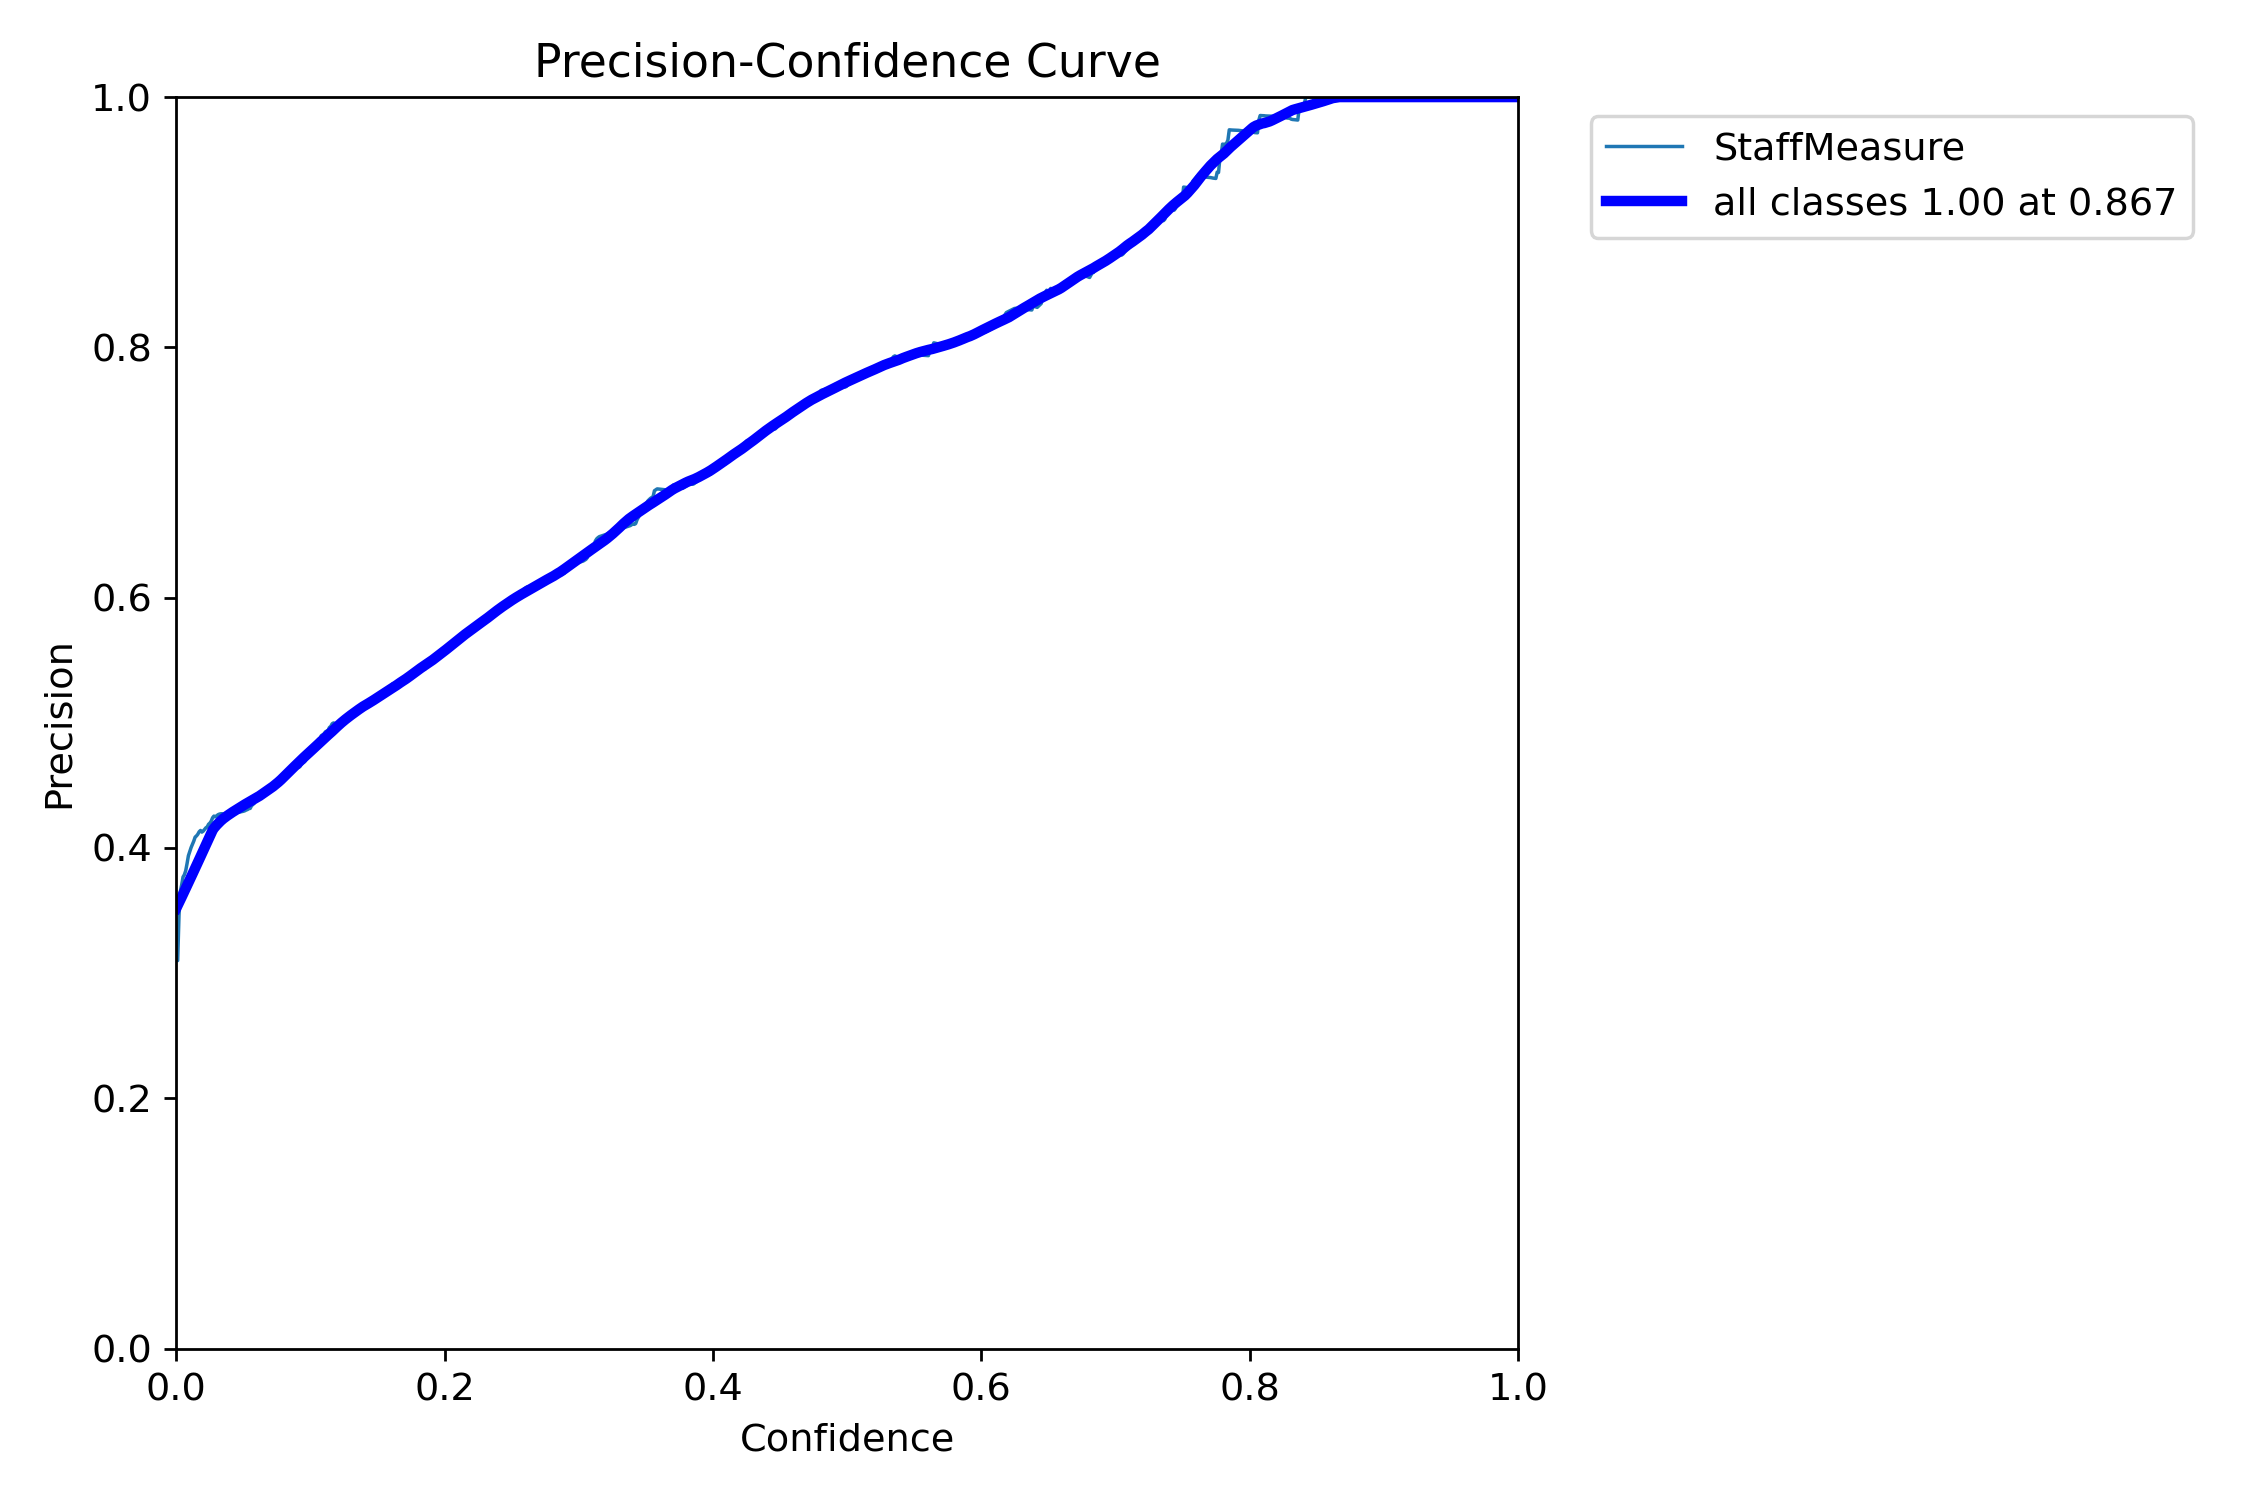 Precision-Confidence Curve
1.0
0.8
0.6
0.4
0.2
0.0
Precision
0.0 0.2 0.4 0.6 0.8 1.0
Confidence
StaffMeasure
all classes 1.00 at 0.867